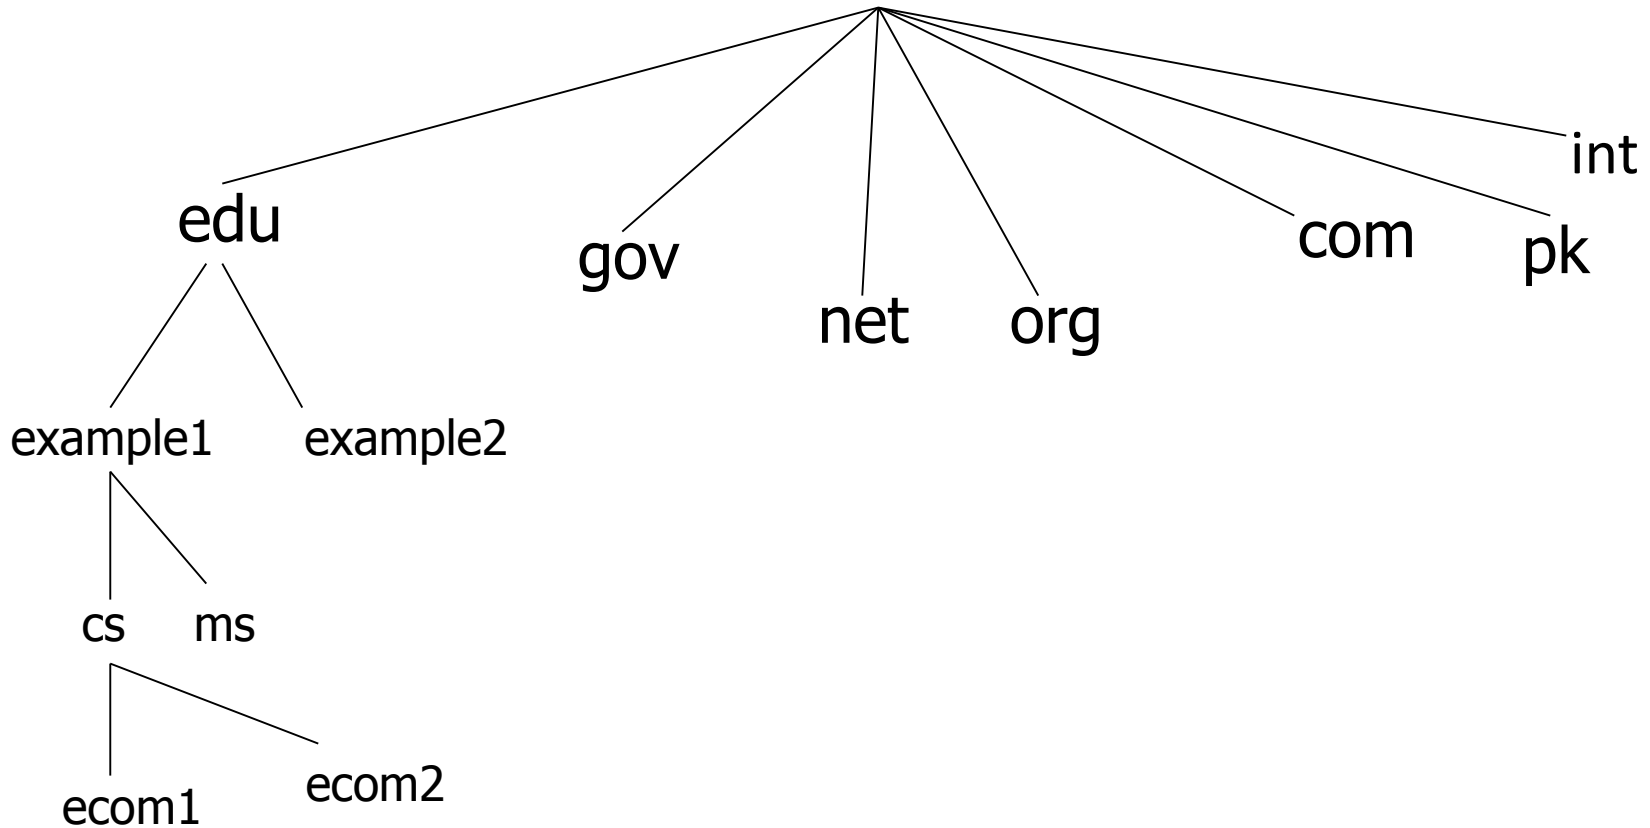 int
edu
gov
com
pk
net
org
example1 example2
cs ms
ecom1
ecom2